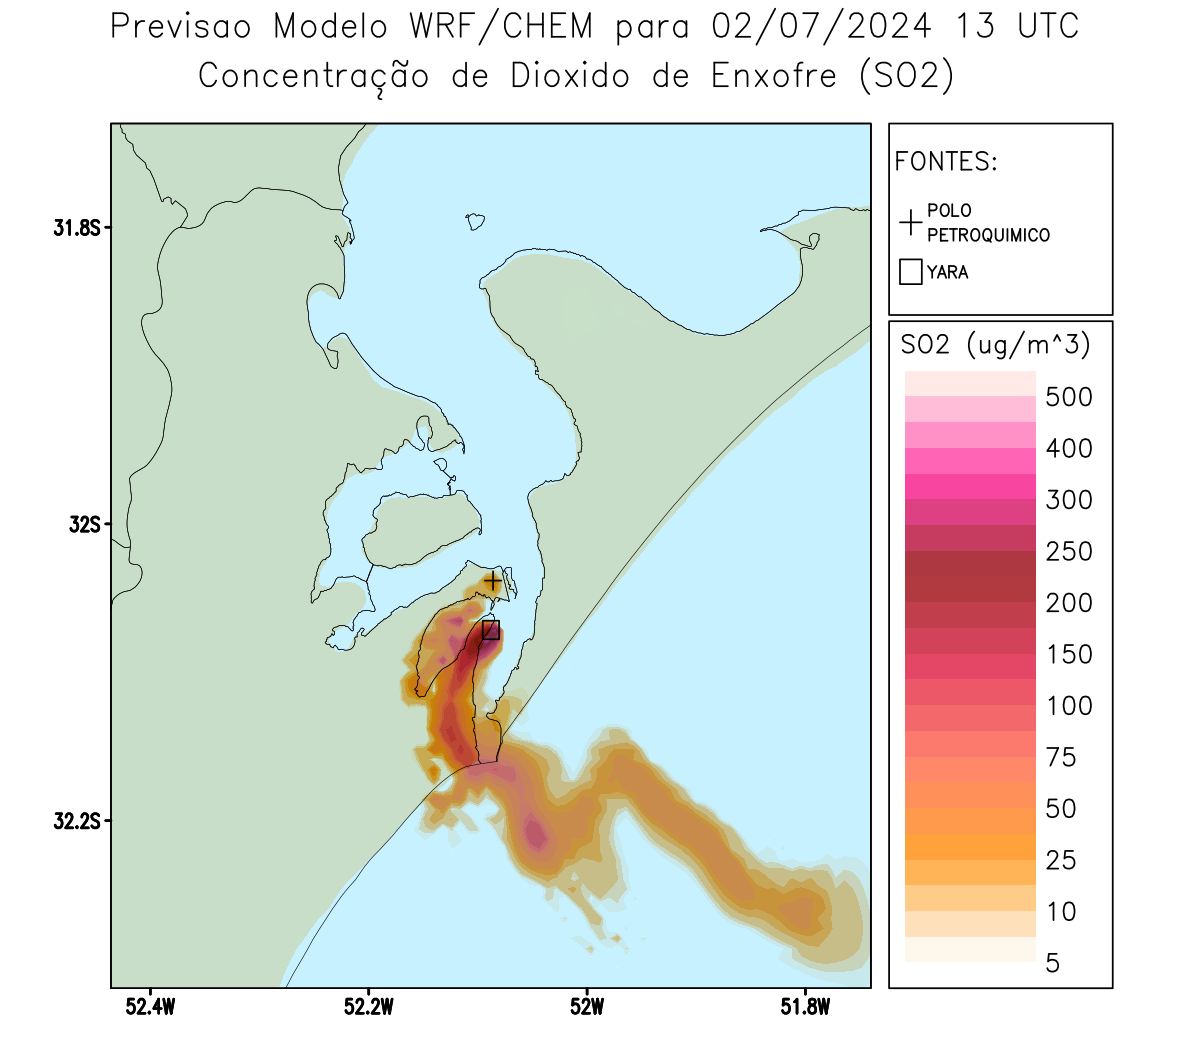 Previsao Modelo WRF/CHEM para 02/07/2024 13 UTC
Concentração de Dioxido de Enxofre (SO2)
FONTES:
POLO
PETROQUIMICO
YARA
31.8S
32S
32.2S
52.4W
52.2W
52W
51.8W
SO2 (ug/m^3)
500
400
300
250
200
150
100
75
50
25
10
5